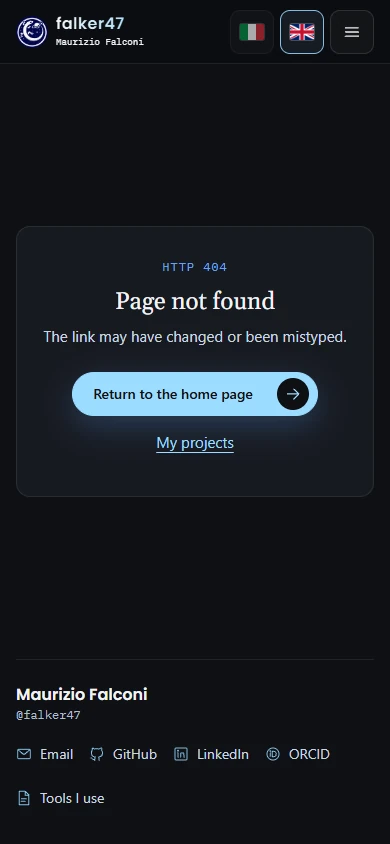 falker47
Maurizio Falconi
HTTP 404
Page not found
The link may have changed or been mistyped.
Return to the home page
My projects
Maurizio Falconi
@falker47
Email GitHub LinkedIn ORCID
Tools I use